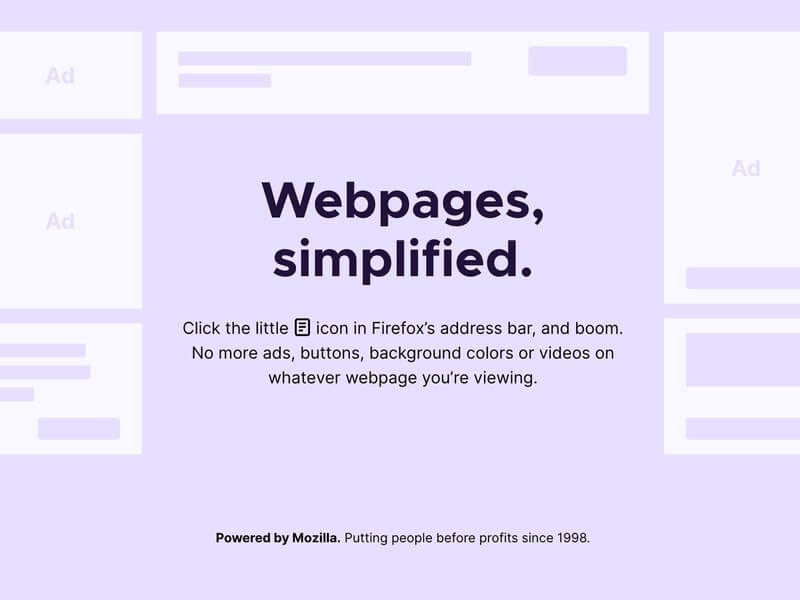 Ad
Ad
Ad
Webpages,
simplified.
Click the little icon in Firefox’s address bar, and boom.
No more ads, buttons, background colors or videos on
whatever webpage you’re viewing.
Powered by Mozilla. Putting people before profits since 1998.